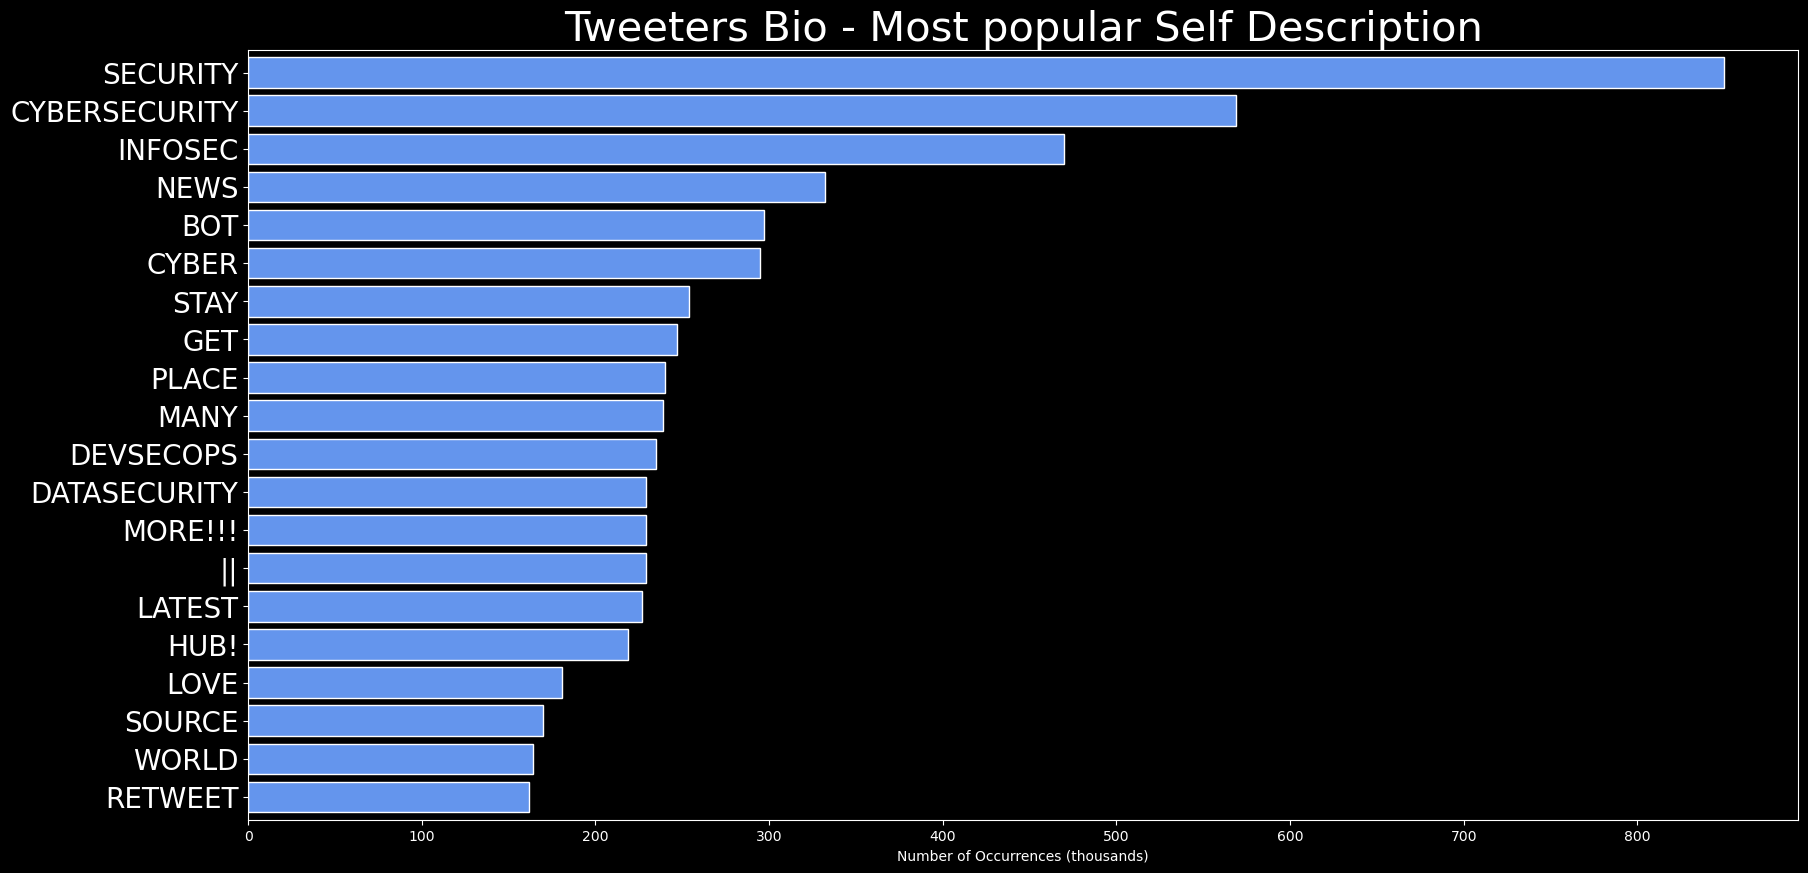 Tweeters Bio - Most popular Self Description
SECURITY
CYBERSECURITY
INFOSEC
NEWS
BOT
CYBER
STAY
GET
PLACE
MANY
DEVSECOPS
DATASECURITY
MORE!!!
||
LATEST
HUB!
LOVE
SOURCE
WORLD
RETWEET
0 100 200 300 400 500 600 700 800
Number of Occurrences (thousands)